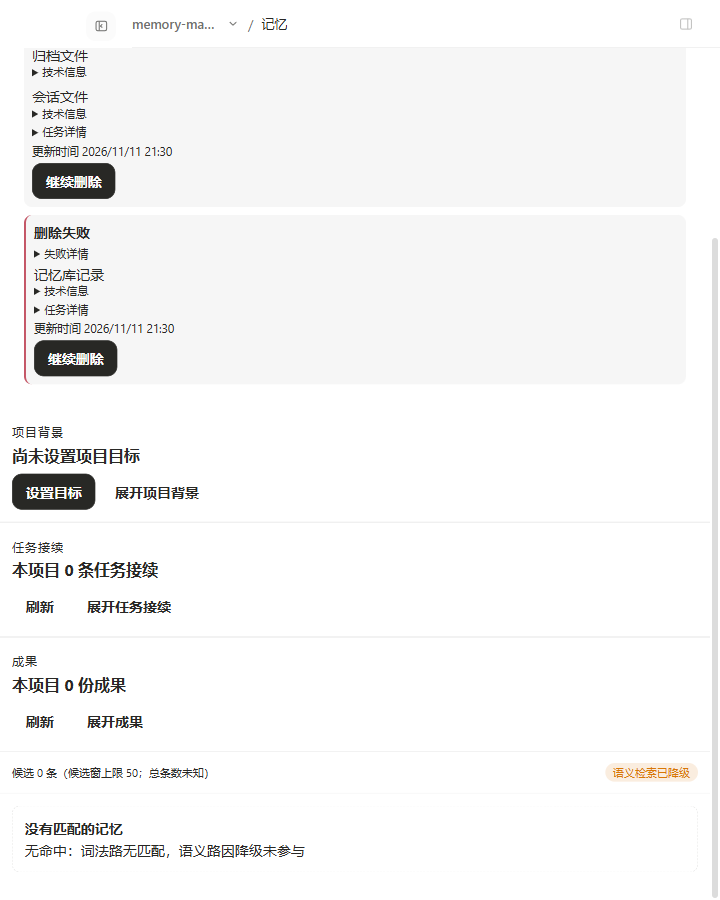 memory-ma... / 记忆
归档文件
技术信息
会话文件
技术信息
任务详情
更新时间 2026/11/11 21:30
继续删除
删除失败
失败详情
记忆库记录
技术信息
任务详情
更新时间 2026/11/11 21:30
继续删除
项目背景
尚未设置项目目标
设置目标 展开项目背景
任务接续
本项目 0 条任务接续
刷新 展开任务接续
成果
本项目 0 份成果
刷新 展开成果
候选 0 条（候选窗上限 50；总条数未知） 语义检索已降级
没有匹配的记忆
无命中：词法路无匹配，语义路因降级未参与